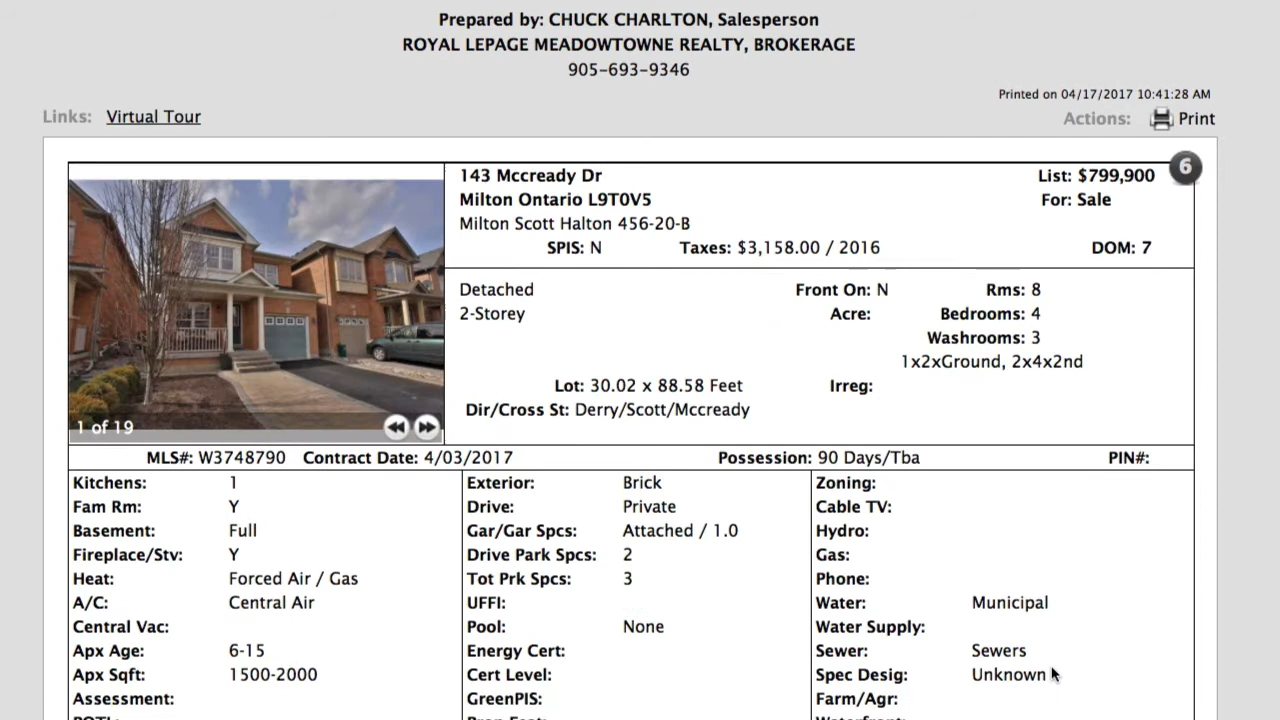 Prepared by: CHUCK CHARLTON, Salesperson
ROYAL LEPAGE MEADOWTOWNE REALTY, BROKERAGE
905-693-9346
Printed on 04/17/2017 10:41:28 AM
Links: Virtual Tour Actions: Print
6
143 Mccready Dr List: $799,900
Milton Ontario L9T0V5 For: Sale
Milton Scott Halton 456-20-B
SPIS: N Taxes: $3,158.00 / 2016 DOM: 7
Detached Front On: N Rms: 8
2-Storey Acre: Bedrooms: 4
Washrooms: 3
1x2xGround, 2x4x2nd
Lot: 30.02 x 88.58 Feet Irreg:
Dir/Cross St: Derry/Scott/Mccready
1 of 19
MLS#: W3748790 Contract Date: 4/03/2017 Possession: 90 Days/Tba PIN#:
Kitchens: 1 Exterior: Brick Zoning:
Fam Rm: Y Drive: Private Cable TV:
Basement: Full Gar/Gar Spcs: Attached / 1.0 Hydro:
Fireplace/Stv: Y Drive Park Spcs: 2 Gas:
Heat: Forced Air / Gas Tot Prk Spcs: 3 Phone:
A/C: Central Air UFFI: Water: Municipal
Central Vac: Pool: None Water Supply:
Apx Age: 6-15 Energy Cert: Sewer: Sewers
Apx Sqft: 1500-2000 Cert Level: Spec Desig: Unknown
Assessment: GreenPIS: Farm/Agr: